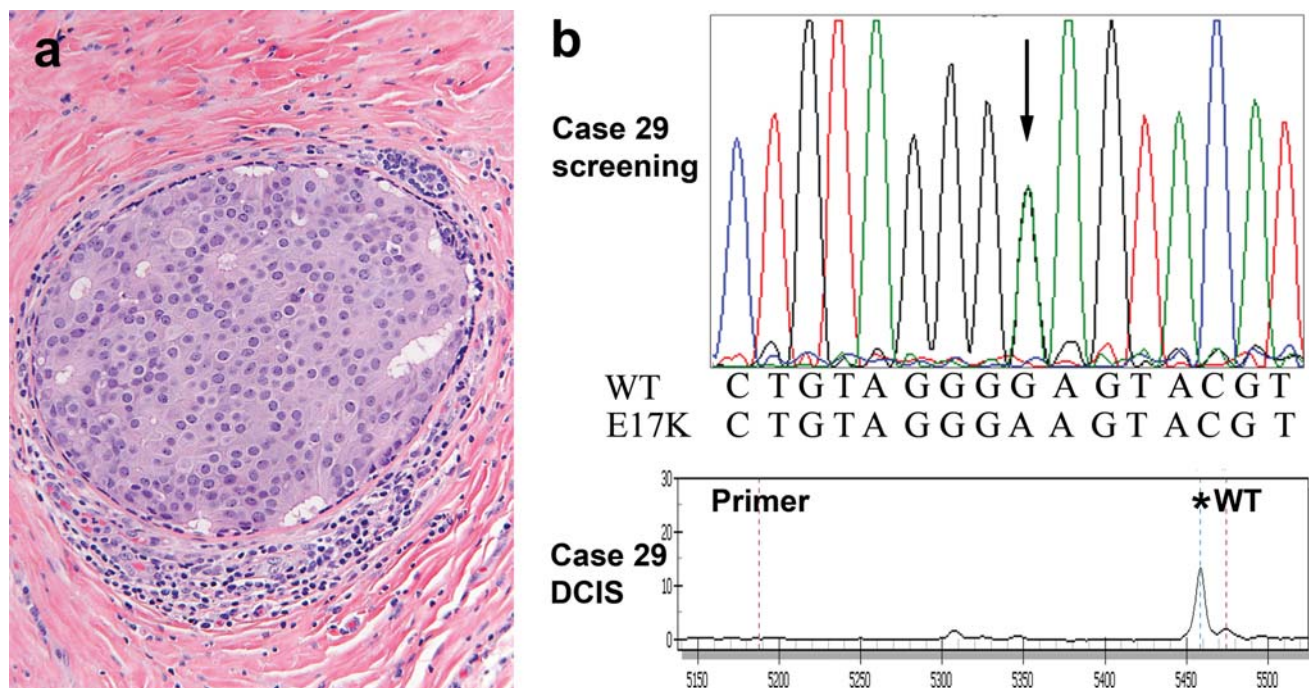 a
b
Case 29
screening
WT C T G T A G G G G A G T A C G T
E17K C T G T A G G G A A G T A C G T
30
20
10
0
Primer
* WT
Case 29
DCIS
5150 5200 5250 5300 5350 5400 5450 5500